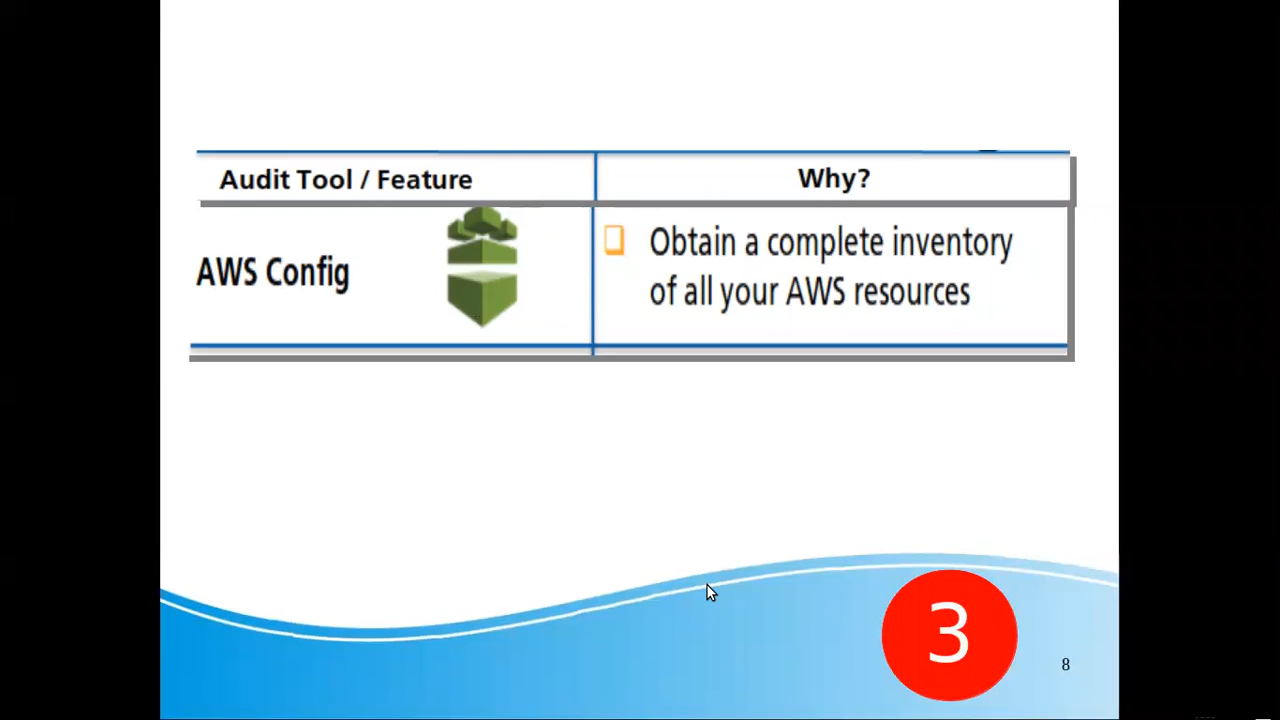 Audit Tool / Feature
Why?
AWS Config
Obtain a complete inventory
of all your AWS resources
3
8